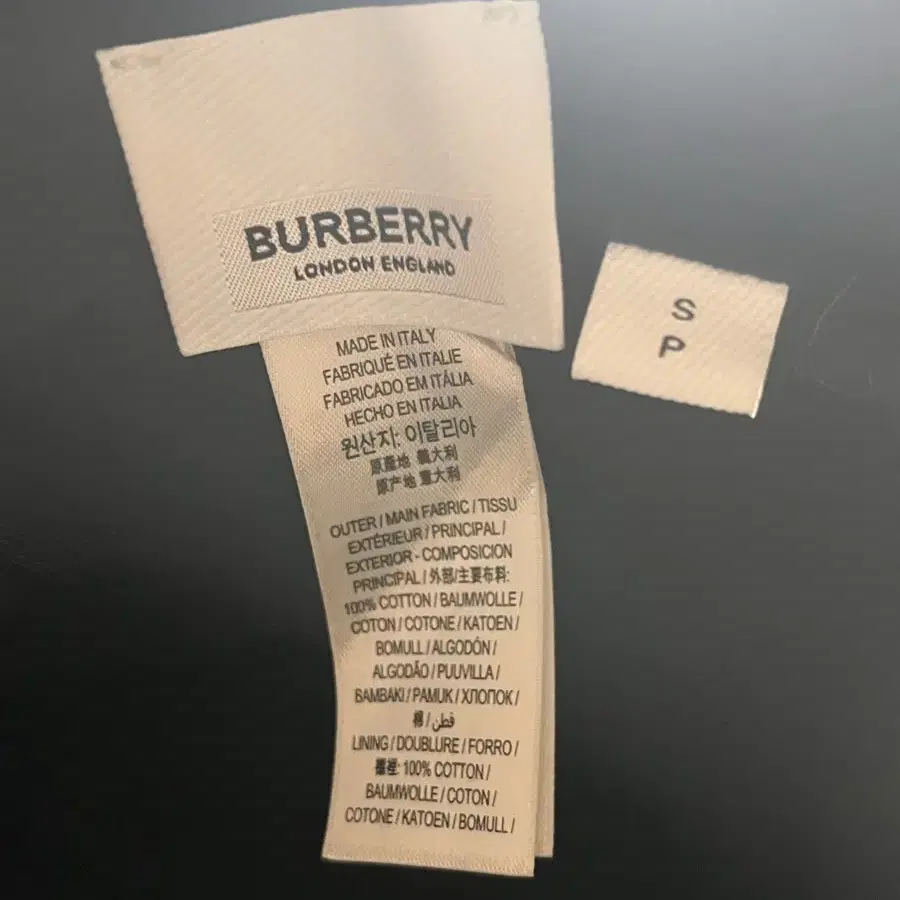 BURBERRY
LONDON ENGLAND
S
P
MADE IN ITALY
FABRIQUÉ EN ITALIE
FABRICADO EM ITÁLIA
HECHO EN ITALIA
원산지: 이탈리아
原產地 義大利
原产地 意大利
OUTER / MAIN FABRIC / TISSU
EXTÉRIEUR / PRINCIPAL /
EXTERIOR - COMPOSICION
PRINCIPAL / 外部/主要布料:
100% COTTON / BAUMWOLLE /
COTON / COTONE / KATOEN /
BOMULL / ALGODÓN /
ALGODÃO / PUUVILLA /
BAMBAKI / PAMUK / ХЛОПОК /
棉 / قطن
LINING / DOUBLURE / FORRO /
100% COTTON /
BAUMWOLLE / COTON /
COTONE / KATOEN / BOMULL /